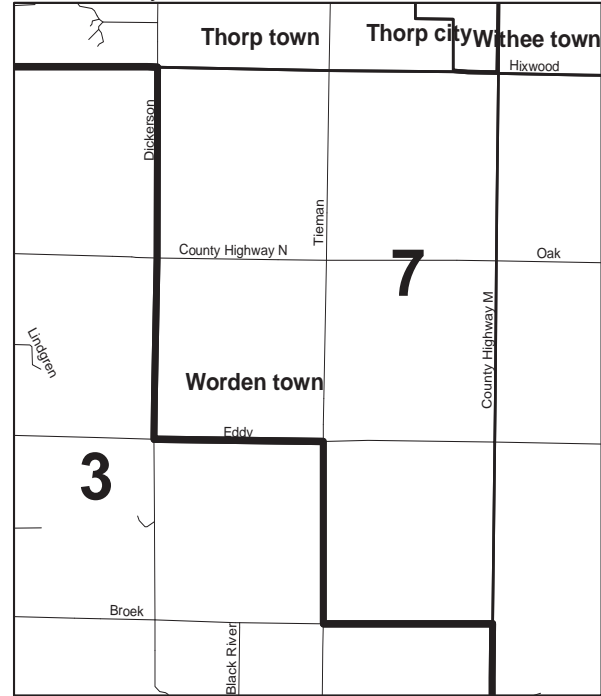 Thorp town
Thorp city
Withee town
Hixwood
Dickerson
Tieman
County Highway N
7
Oak
County Highway M
Lindgren
Worden town
Eddy
3
Broek
Black River